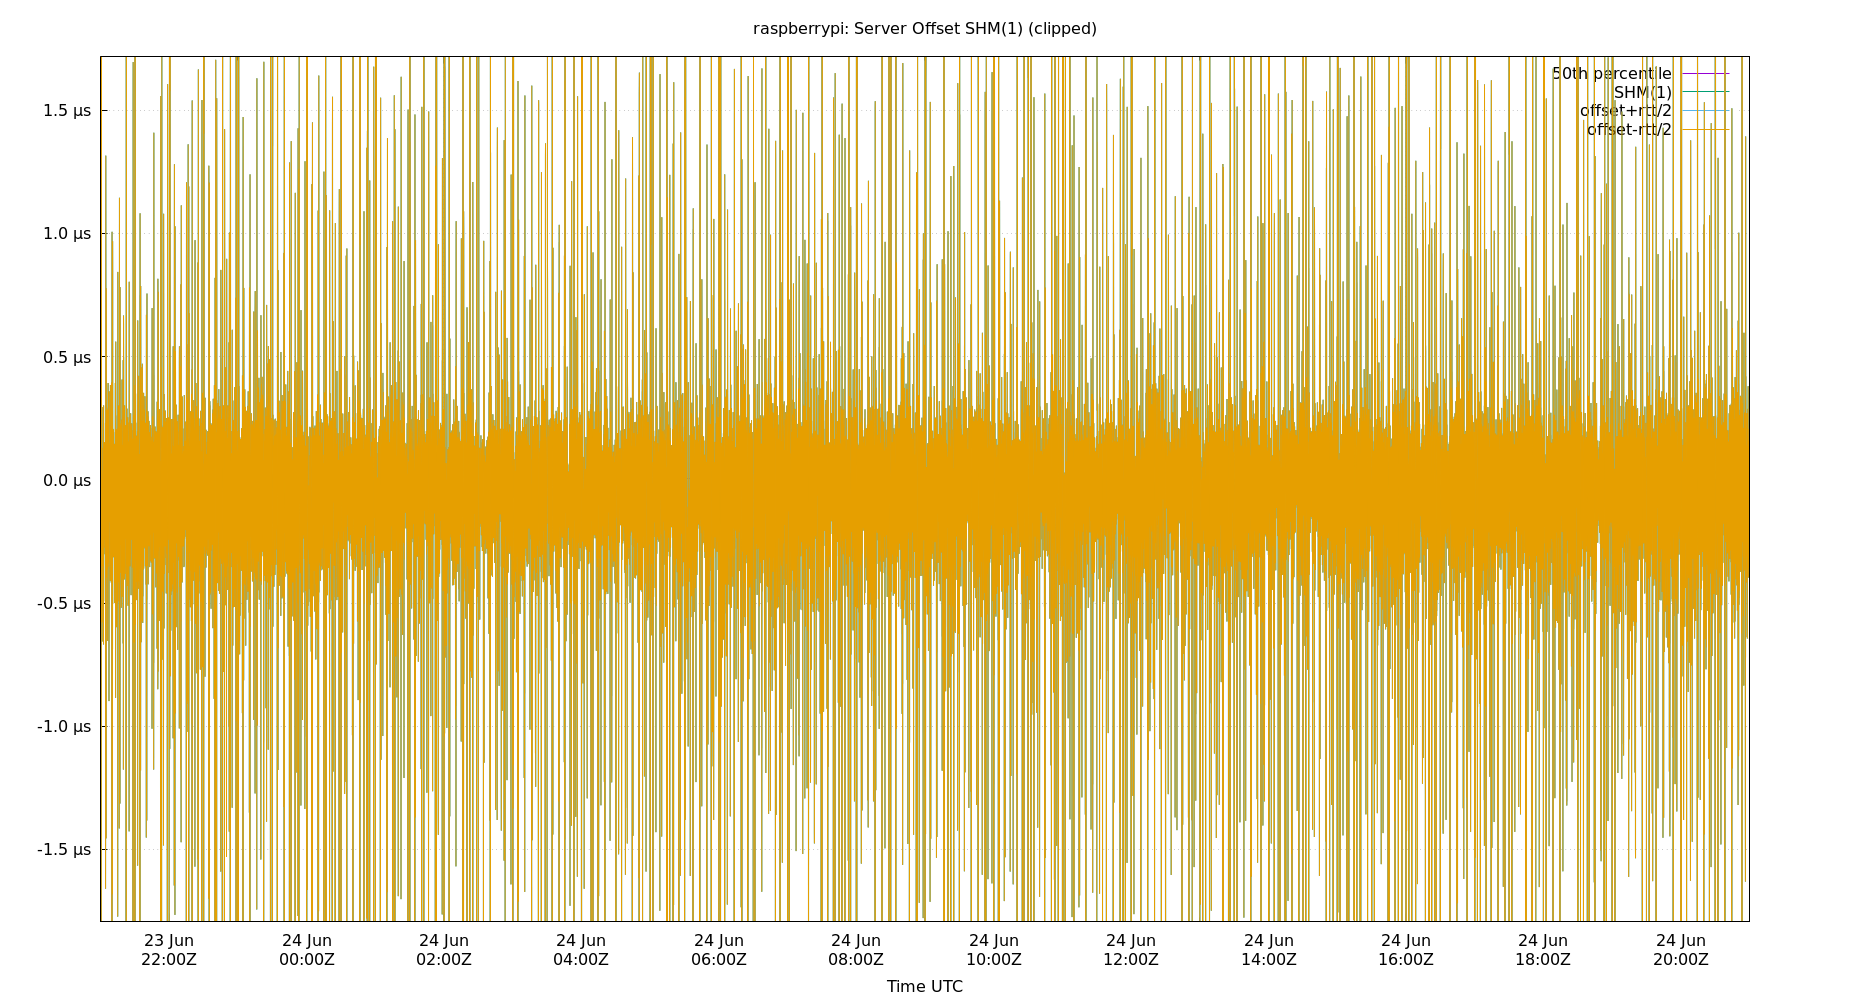 raspberrypi: Server Offset SHM(1) (clipped)
50th percentile
SHM(1)
offset+rtt/2
offset-rtt/2
1.5 µs
1.0 µs
0.5 µs
0.0 µs
-0.5 µs
-1.0 µs
-1.5 µs
23 Jun 24 Jun 24 Jun 24 Jun 24 Jun 24 Jun 24 Jun 24 Jun 24 Jun 24 Jun 24 Jun 24 Jun
22:00Z 00:00Z 02:00Z 04:00Z 06:00Z 08:00Z 10:00Z 12:00Z 14:00Z 16:00Z 18:00Z 20:00Z
Time UTC